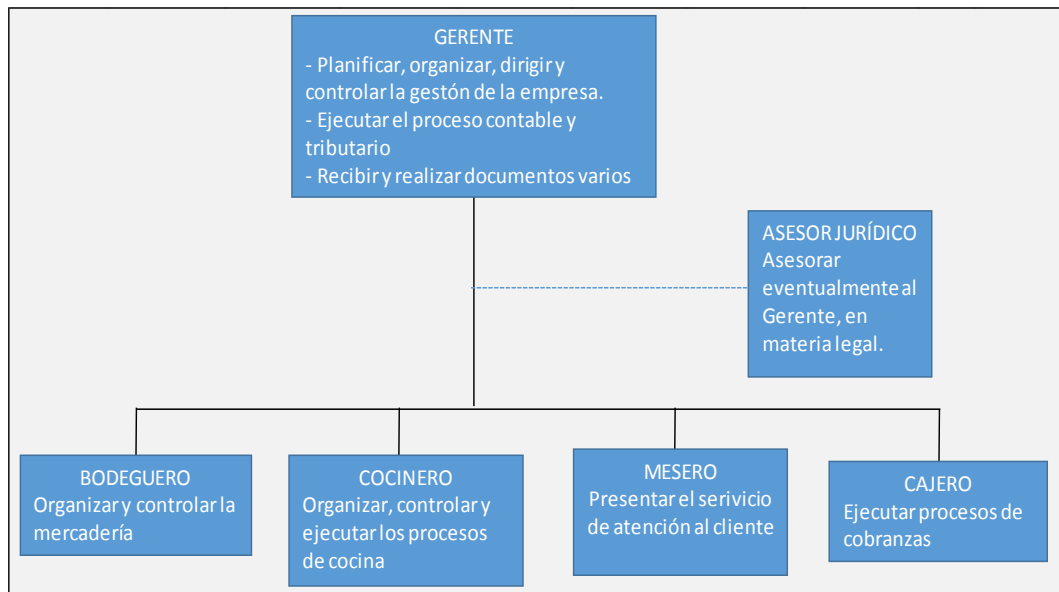 GERENTE
- Planificar, organizar, dirigir y
controlar la gestión de la empresa.
- Ejecutar el proceso contable y
tributario
- Recibir y realizar documentos varios
ASESOR JURÍDICO
Asesorar
eventualmente al
Gerente, en
materia legal.
BODEGUERO
Organizar y controlar la
mercadería
COCINERO
Organizar, controlar y
ejecutar los procesos
de cocina
MESERO
Presentar el serivicio
de atención al cliente
CAJERO
Ejecutar procesos de
cobranzas